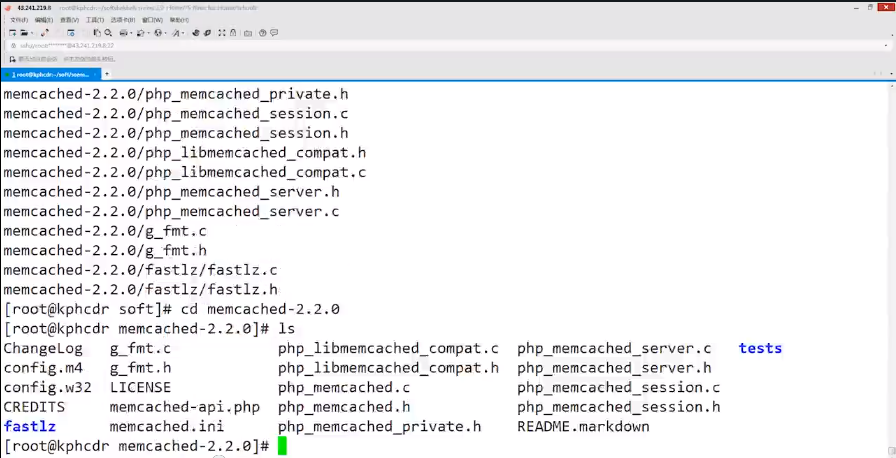 43.241.219.8
文件(F) 编辑(E) 查看(V) 工具(T) 选项卡(B) 窗口(W) 帮助(H)
memcached-2.2.0/php_memcached_private.h
memcached-2.2.0/php_memcached_session.c
memcached-2.2.0/php_memcached_session.h
memcached-2.2.0/php_libmemcached_compat.h
memcached-2.2.0/php_libmemcached_compat.c
memcached-2.2.0/php_memcached_server.h
memcached-2.2.0/php_memcached_server.c
memcached-2.2.0/g_fmt.c
memcached-2.2.0/g_fmt.h
memcached-2.2.0/fastlz/fastlz.c
memcached-2.2.0/fastlz/fastlz.h
[root@kphcdr soft]# cd memcached-2.2.0
[root@kphcdr memcached-2.2.0]# ls
ChangeLog g_fmt.c php_libmemcached_compat.c php_memcached_server.c tests
config.m4 g_fmt.h php_libmemcached_compat.h php_memcached_server.h
config.w32 LICENSE php_memcached.c php_memcached_session.c
CREDITS memcached-api.php php_memcached.h php_memcached_session.h
fastlz memcached.ini php_memcached_private.h README.markdown
[root@kphcdr memcached-2.2.0]#